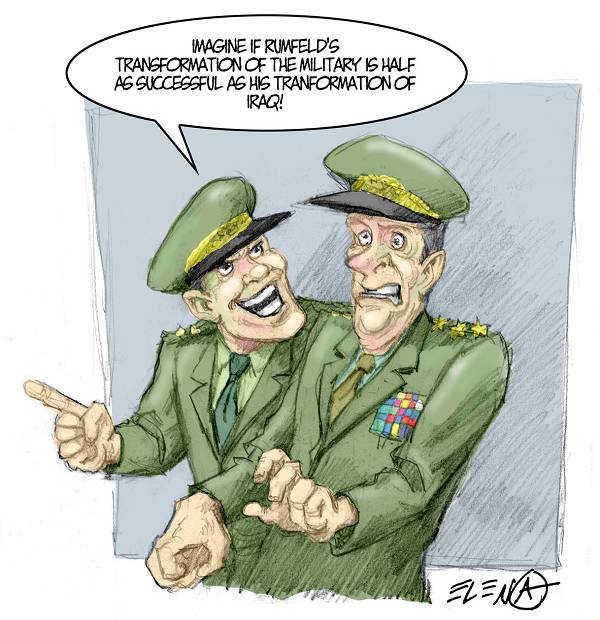 IMAGINE IF RUMFELD'S
TRANSFORMATION OF THE MILITARY IS HALF
AS SUCCESSFUL AS HIS TRANFORMATION OF
IRAQ!
ELENA